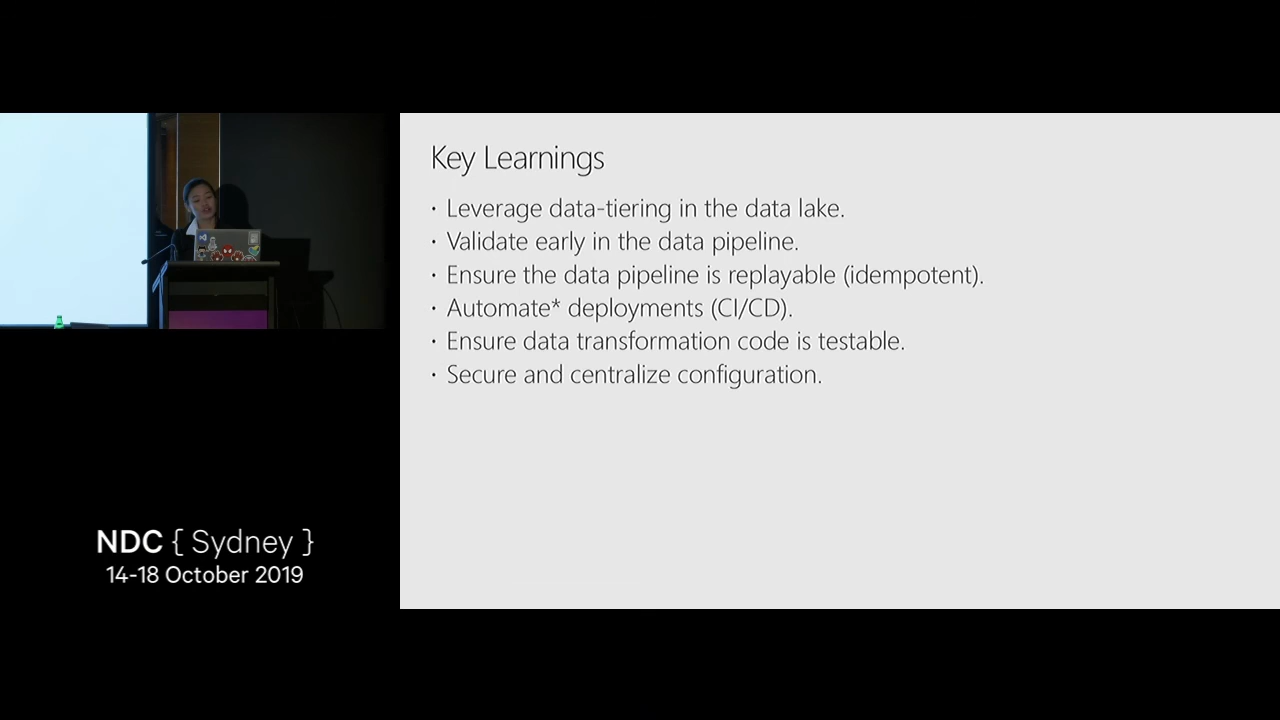 Key Learnings
· Leverage data-tiering in the data lake.
· Validate early in the data pipeline.
· Ensure the data pipeline is replayable (idempotent).
· Automate* deployments (CI/CD).
· Ensure data transformation code is testable.
· Secure and centralize configuration.
NDC { Sydney }
14-18 October 2019